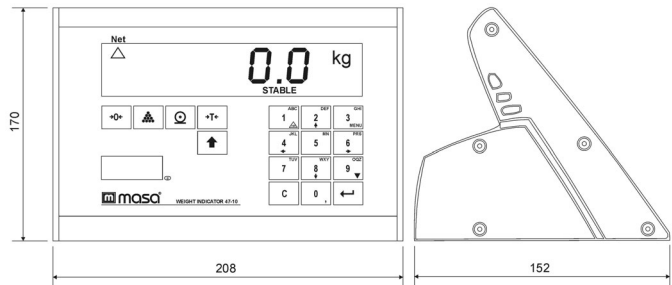 Net
0.0 kg
STABLE
→0← →T←
ABC DEF GHI
1 2 3
MENU
JKL MN PRS
4 5 6
TUV WXY OQZ
7 8 9
C 0 ,
m masa®
WEIGHT INDICATOR 47-10
170
208
152